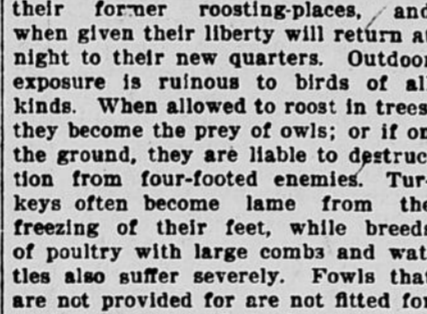 their former roosting-places, and
when given their liberty will return at
night to their new quarters. Outdoor
exposure is ruinous to birds of all
kinds. When allowed to roost in trees
they become the prey of owls; or if on
the ground, they are liable to destruc
tion from four-footed enemies. Tur-
keys often become lame from the
freezing of their feet, while breeds
of poultry with large combs and wat
tles also suffer severely. Fowls that
are not provided for are not fitted for